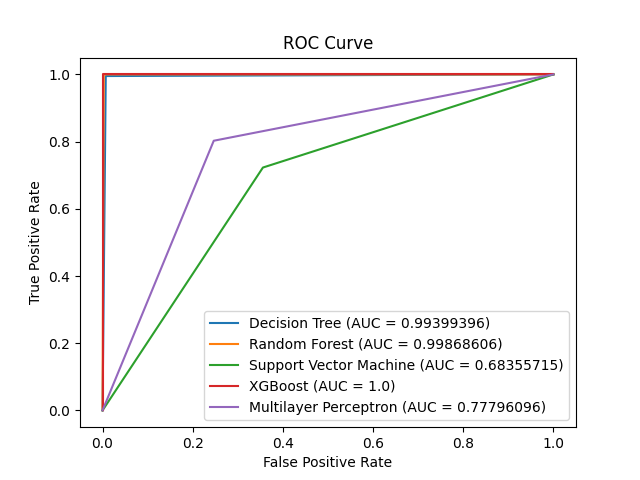 ROC Curve
True Positive Rate
1.0
0.8
0.6
0.4
0.2
0.0
Decision Tree (AUC = 0.99399396)
Random Forest (AUC = 0.99868606)
Support Vector Machine (AUC = 0.68355715)
XGBoost (AUC = 1.0)
Multilayer Perceptron (AUC = 0.77796096)
0.0 0.2 0.4 0.6 0.8 1.0
False Positive Rate